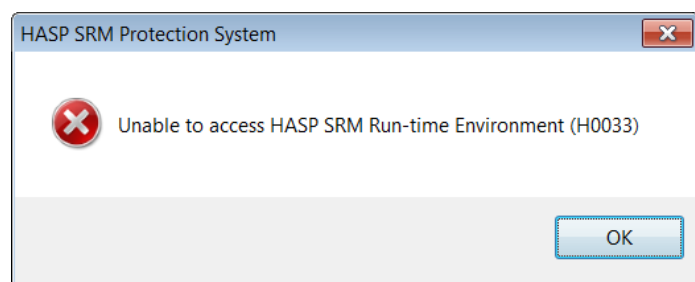 HASP SRM Protection System
Unable to access HASP SRM Run-time Environment (H0033)
OK